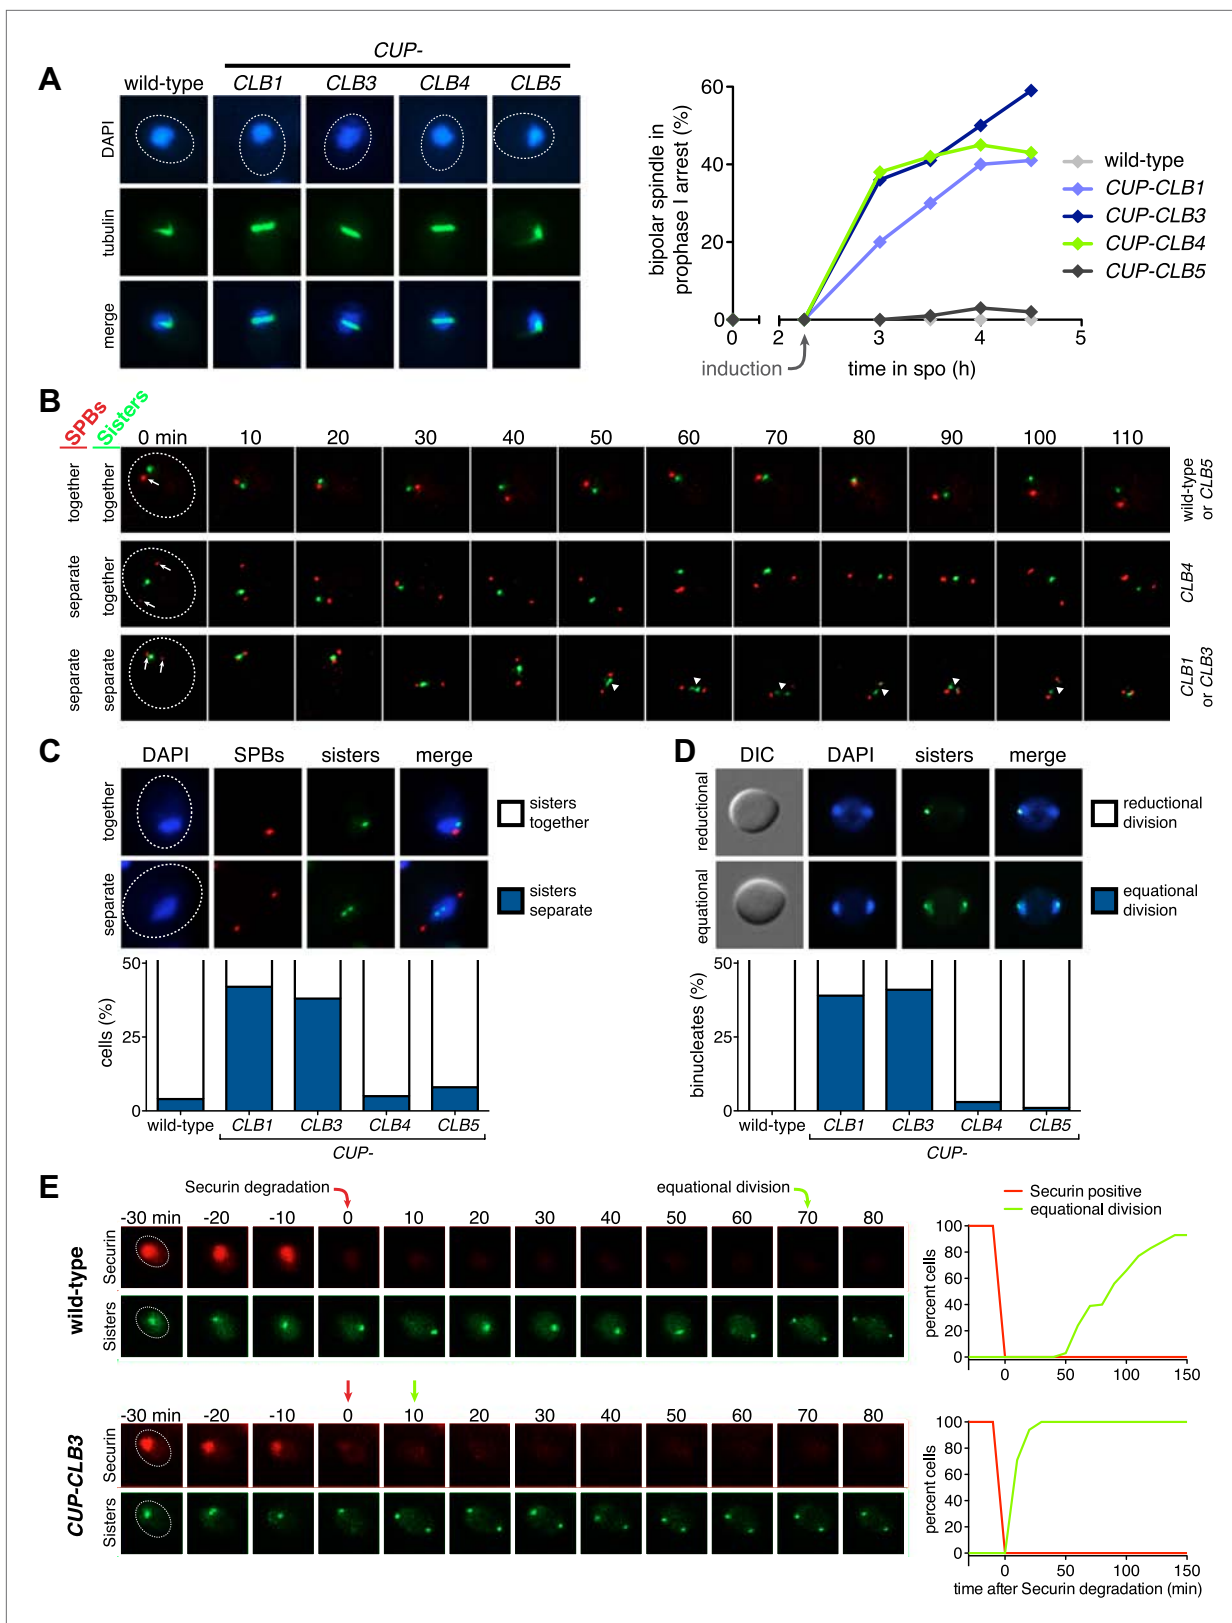 A
CUP-
wild-type CLB1 CLB3 CLB4 CLB5
DAPI
tubulin
merge
bipolar spindle in
prophase I arrest (%)
60
40
20
0
0 2 3 4 5
induction
time in spo (h)
wild-type
CUP-CLB1
CUP-CLB3
CUP-CLB4
CUP-CLB5
B
SPBs
Sisters
0 min 10 20 30 40 50 60 70 80 90 100 110
together together
wild-type
or CLB5
separate together
CLB4
separate separate
CLB1
or CLB3
C
DAPI SPBs sisters merge
together
separate
sisters
together
sisters
separate
cells (%)
50
25
0
wild-type CLB1 CLB3 CLB4 CLB5
CUP-
D
DIC DAPI sisters merge
reductional
equational
reductional
division
equational
division
binucleates (%)
50
25
0
wild-type CLB1 CLB3 CLB4 CLB5
CUP-
E
Securin degradation
equational division
-30 min -20 -10 0 10 20 30 40 50 60 70 80
wild-type
Securin
Sisters
Securin positive
equational division
percent cells
100
80
60
40
20
0
0 50 100 150
-30 min -20 -10 0 10 20 30 40 50 60 70 80
CUP-CLB3
Securin
Sisters
percent cells
100
80
60
40
20
0
0 50 100 150
time after Securin degradation (min)